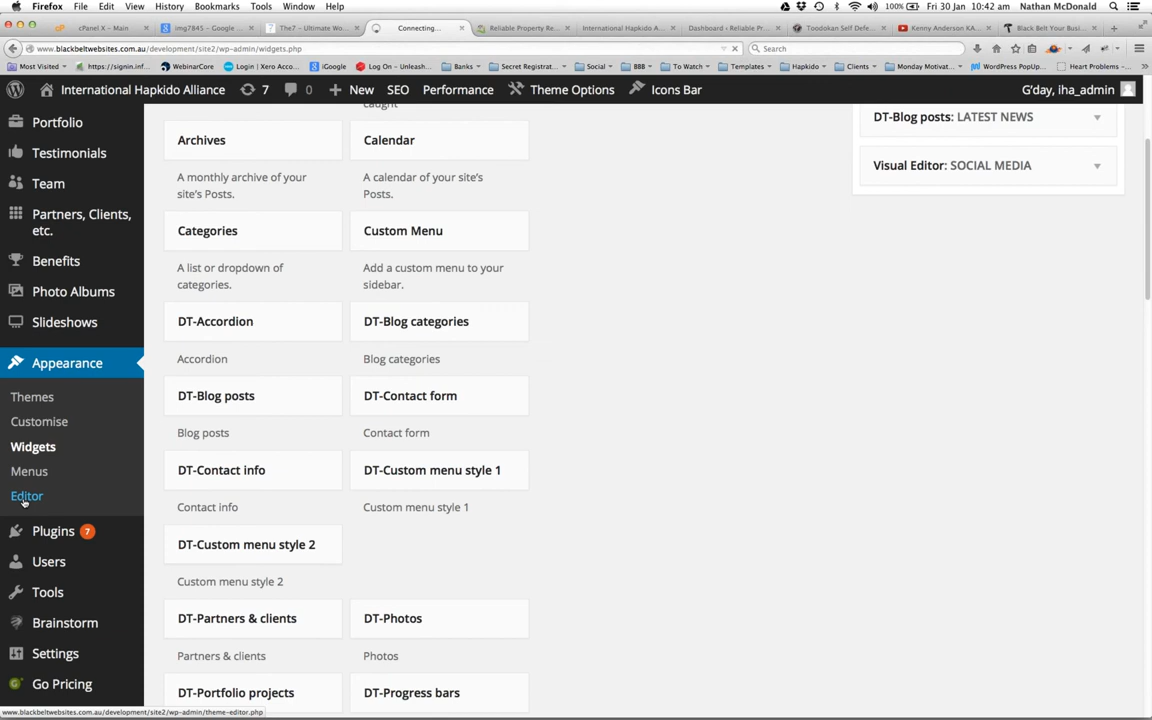 Firefox File Edit View History Bookmarks Tools Window Help 100% Fri 30 Jan 10:42 am Nathan McDonald
cPanel X – Main img7845 - Google ... The7 - Ultimate Wo... Connecting... Reliable Property Re... International Hapkido A... Dashboard ‹ Reliable Pr... Toodokan Self Defe... Kenny Anderson KA... Black Belt Your Busi...
www.blackbeltwebsites.com.au/development/site2/wp-admin/widgets.php Search
Most Visited https://signin.inf... WebinarCore Login | Xero Acco... iGoogle Log On – Unleash... Banks Secret Registrat... Social BBB To Watch Templates Hapkido Clients Monday Motivat... WordPress PopUp... Heart Problems –...
International Hapkido Alliance 7 0 New SEO Performance Theme Options Icons Bar G'day, iha_admin
Portfolio
Testimonials
Team
Partners, Clients,
etc.
Benefits
Photo Albums
Slideshows
Appearance
Themes
Customise
Widgets
Menus
Editor
Plugins 7
Users
Tools
Brainstorm
Settings
Go Pricing
caught
Archives Calendar
A monthly archive of your A calendar of your site's
site's Posts. Posts.
Categories Custom Menu
A list or dropdown of Add a custom menu to your
categories. sidebar.
DT-Accordion DT-Blog categories
Accordion Blog categories
DT-Blog posts DT-Contact form
Blog posts Contact form
DT-Contact info DT-Custom menu style 1
Contact info Custom menu style 1
DT-Custom menu style 2
Custom menu style 2
DT-Partners & clients DT-Photos
Partners & clients Photos
DT-Portfolio projects DT-Progress bars
DT-Blog posts: LATEST NEWS
Visual Editor: SOCIAL MEDIA
www.blackbeltwebsites.com.au/development/site2/wp-admin/theme-editor.php